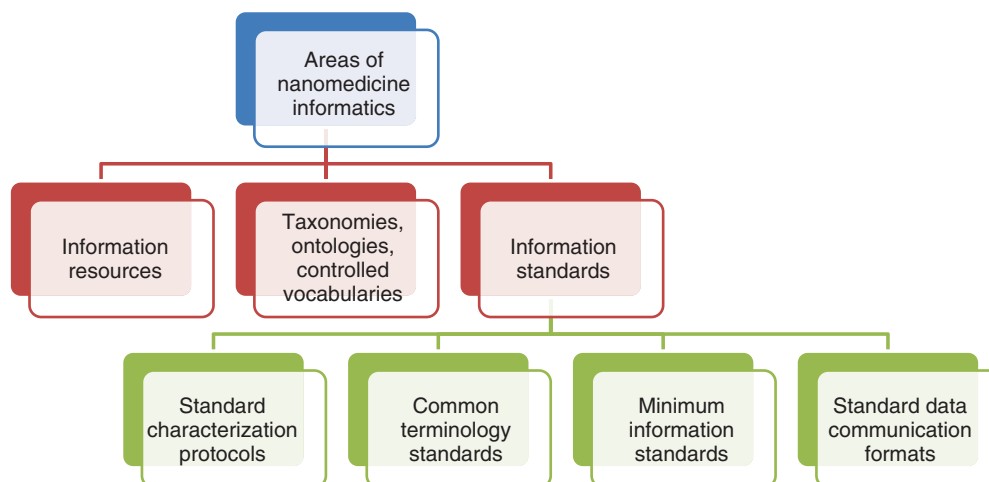 Areas of
nanomedicine
informatics
Information
resources
Taxonomies,
ontologies,
controlled
vocabularies
Information
standards
Standard
characterization
protocols
Common
terminology
standards
Minimum
information
standards
Standard data
communication
formats